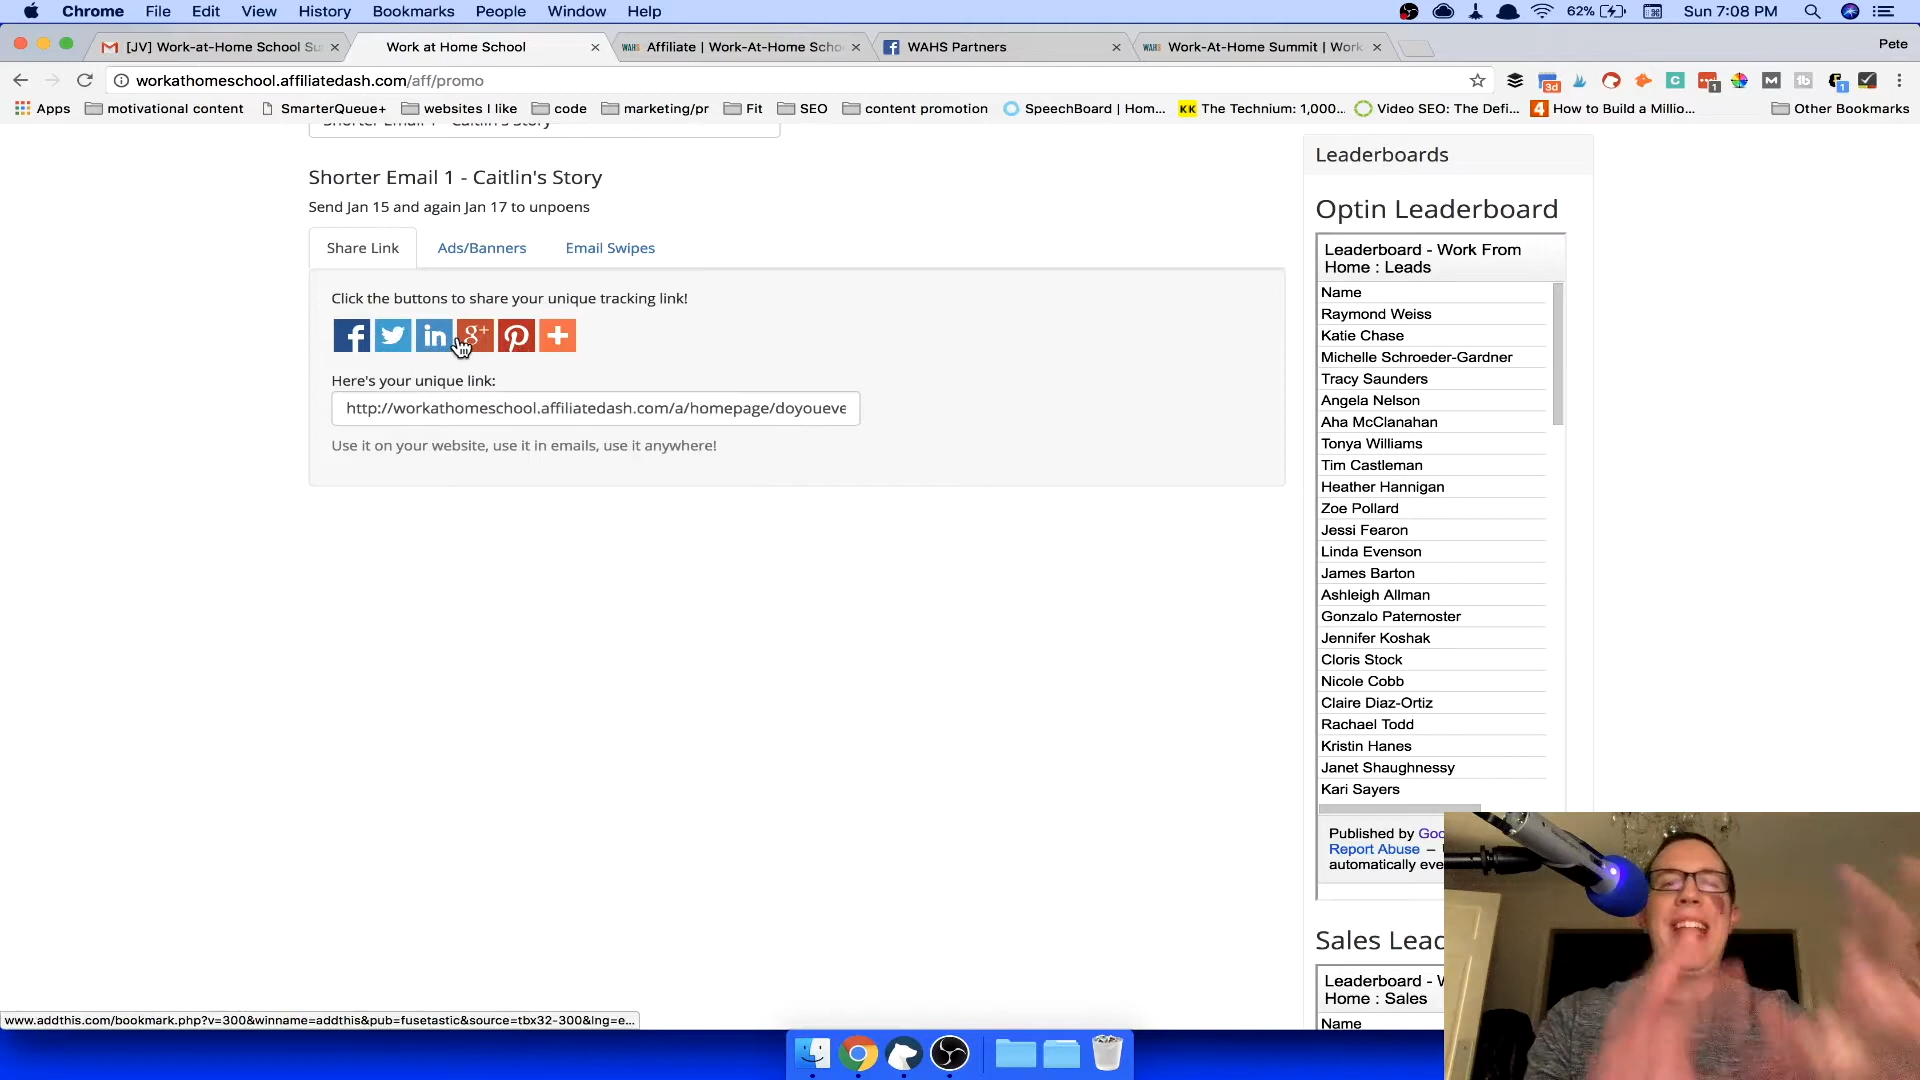 Chrome File Edit View History Bookmarks People Window Help 62% Sun 7:08 PM
[JV] Work-at-Home School Su
Work at Home School
Affiliate | Work-At-Home Scho
WAHS Partners
Work-At-Home Summit | Work
Pete
workathomeschool.affiliatedash.com/aff/promo
Apps motivational content SmarterQueue+ websites I like code marketing/pr Fit SEO content promotion SpeechBoard | Hom... KK The Technium: 1,000... Video SEO: The Defi... 4 How to Build a Millio... Other Bookmarks
Shorter Email 1 - Caitlin's Story
Shorter Email 1 - Caitlin's Story
Send Jan 15 and again Jan 17 to unpoens
Share Link Ads/Banners Email Swipes
Click the buttons to share your unique tracking link!
Here's your unique link:
http://workathomeschool.affiliatedash.com/a/homepage/doyoueve
Use it on your website, use it in emails, use it anywhere!
Leaderboards
Optin Leaderboard
Leaderboard - Work From
Home : Leads
Name
Raymond Weiss
Katie Chase
Michelle Schroeder-Gardner
Tracy Saunders
Angela Nelson
Aha McClanahan
Tonya Williams
Tim Castleman
Heather Hannigan
Zoe Pollard
Jessi Fearon
Linda Evenson
James Barton
Ashleigh Allman
Gonzalo Paternoster
Jennifer Koshak
Cloris Stock
Nicole Cobb
Claire Diaz-Ortiz
Rachael Todd
Kristin Hanes
Janet Shaughnessy
Kari Sayers
Published by Goo
Report Abuse –
automatically eve
Sales Lead
Leaderboard - W
Home : Sales
Name
www.addthis.com/bookmark.php?v=300&winname=addthis&pub=fusetastic&source=tbx32-300&lng=e...